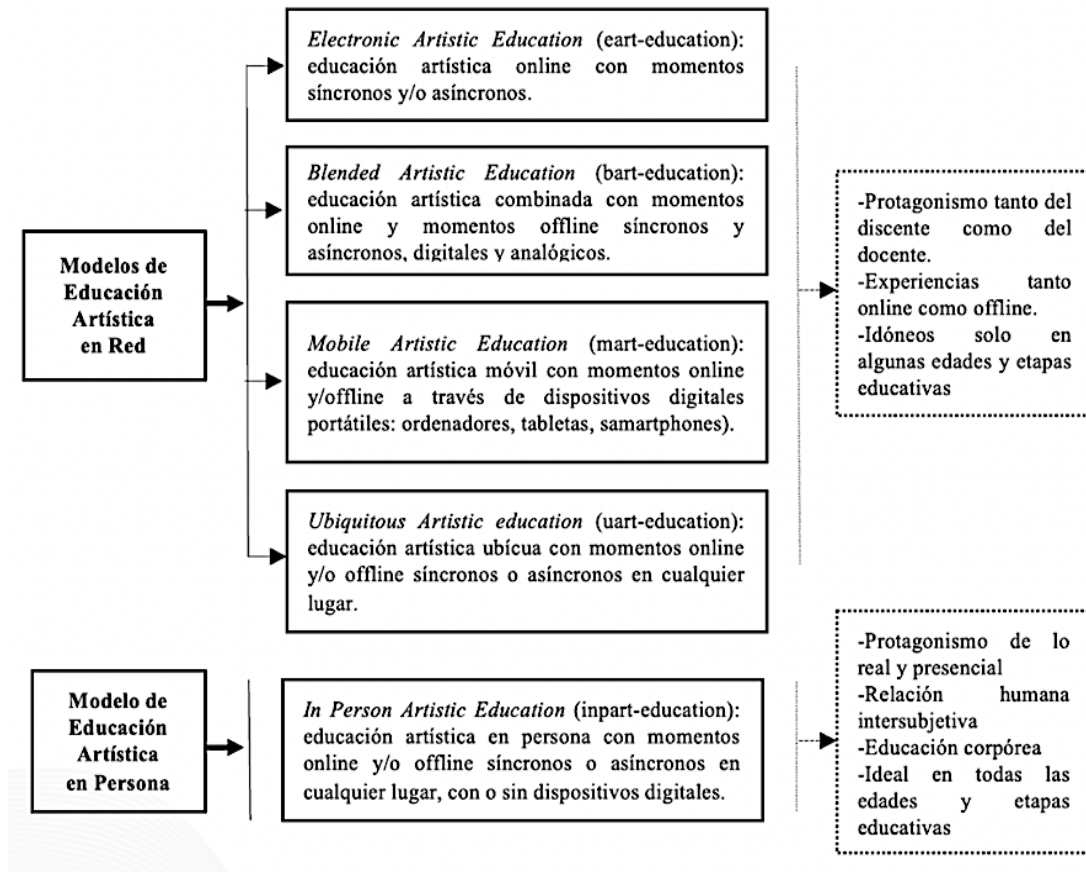 Modelos de
Educación
Artística
en Red
Electronic Artistic Education (eart-education):
educación artística online con momentos
síncronos y/o asíncronos.
Blended Artistic Education (bart-education):
educación artística combinada con momentos
online y momentos offline síncronos y
asíncronos, digitales y analógicos.
Mobile Artistic Education (mart-education):
educación artística móvil con momentos online
y/offline a través de dispositivos digitales
portátiles: ordenadores, tabletas, samartphones).
Ubiquitous Artistic education (uart-education):
educación artística ubícua con momentos online
y/o offline síncronos o asíncronos en cualquier
lugar.
-Protagonismo tanto del
discente como del
docente.
-Experiencias tanto
online como offline.
-Idóneos solo en
algunas edades y etapas
educativas
Modelo de
Educación
Artística
en Persona
In Person Artistic Education (inpart-education):
educación artística en persona con momentos
online y/o offline síncronos o asíncronos en
cualquier lugar, con o sin dispositivos digitales.
-Protagonismo de lo
real y presencial
-Relación humana
intersubjetiva
-Educación corpórea
-Ideal en todas las
edades y etapas
educativas